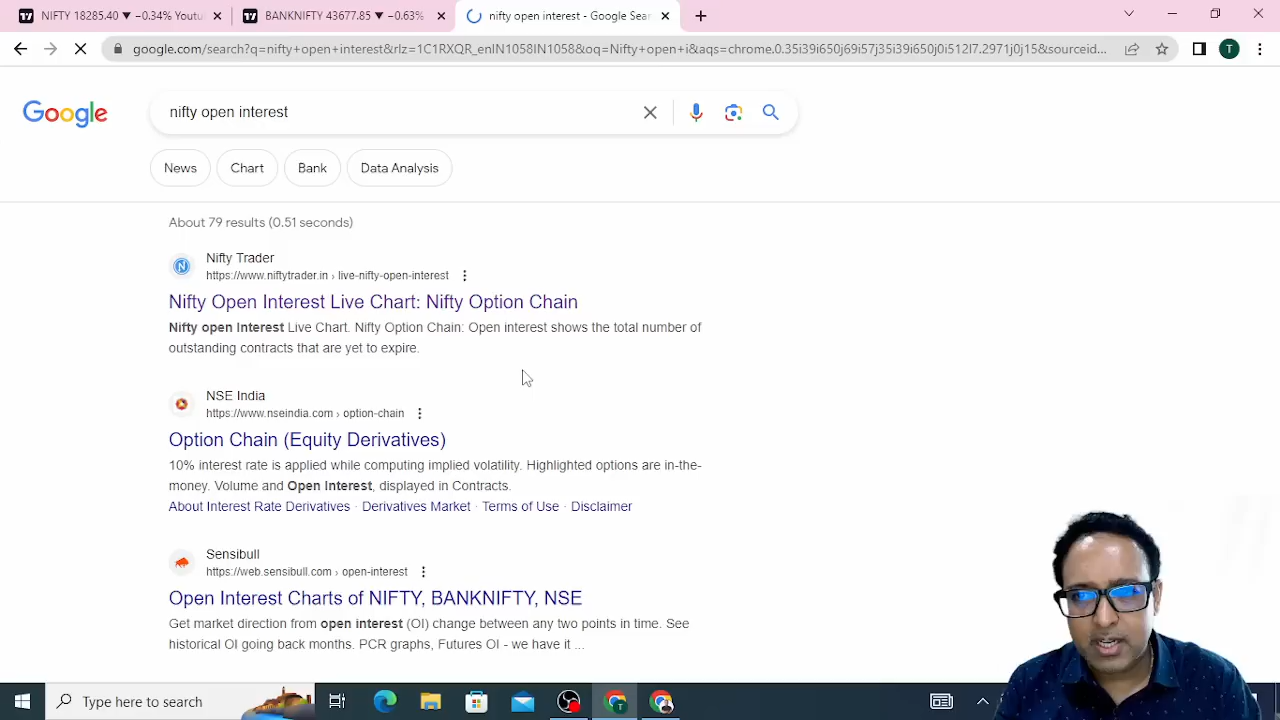 NIFTY 18285.40 ▼ −0.34% Youtu
BANKNIFTY 43677.85 ▼ −0.63%
nifty open interest - Google Sear
google.com/search?q=nifty+open+interest&rlz=1C1RXQR_enIN1058IN1058&oq=Nifty+open+i&aqs=chrome.0.35i39i650j69i57j35i39i650j0i512l7.2971j0j15&sourceid...
T
Google
nifty open interest
News
Chart
Bank
Data Analysis
About 79 results (0.51 seconds)
Nifty Trader
https://www.niftytrader.in › live-nifty-open-interest
Nifty Open Interest Live Chart: Nifty Option Chain
Nifty open Interest Live Chart. Nifty Option Chain: Open interest shows the total number of
outstanding contracts that are yet to expire.
NSE India
https://www.nseindia.com › option-chain
Option Chain (Equity Derivatives)
10% interest rate is applied while computing implied volatility. Highlighted options are in-the-
money. Volume and Open Interest, displayed in Contracts.
About Interest Rate Derivatives · Derivatives Market · Terms of Use · Disclaimer
Sensibull
https://web.sensibull.com › open-interest
Open Interest Charts of NIFTY, BANKNIFTY, NSE
Get market direction from open interest (OI) change between any two points in time. See
historical OI going back months. PCR graphs, Futures OI - we have it ...
Type here to search